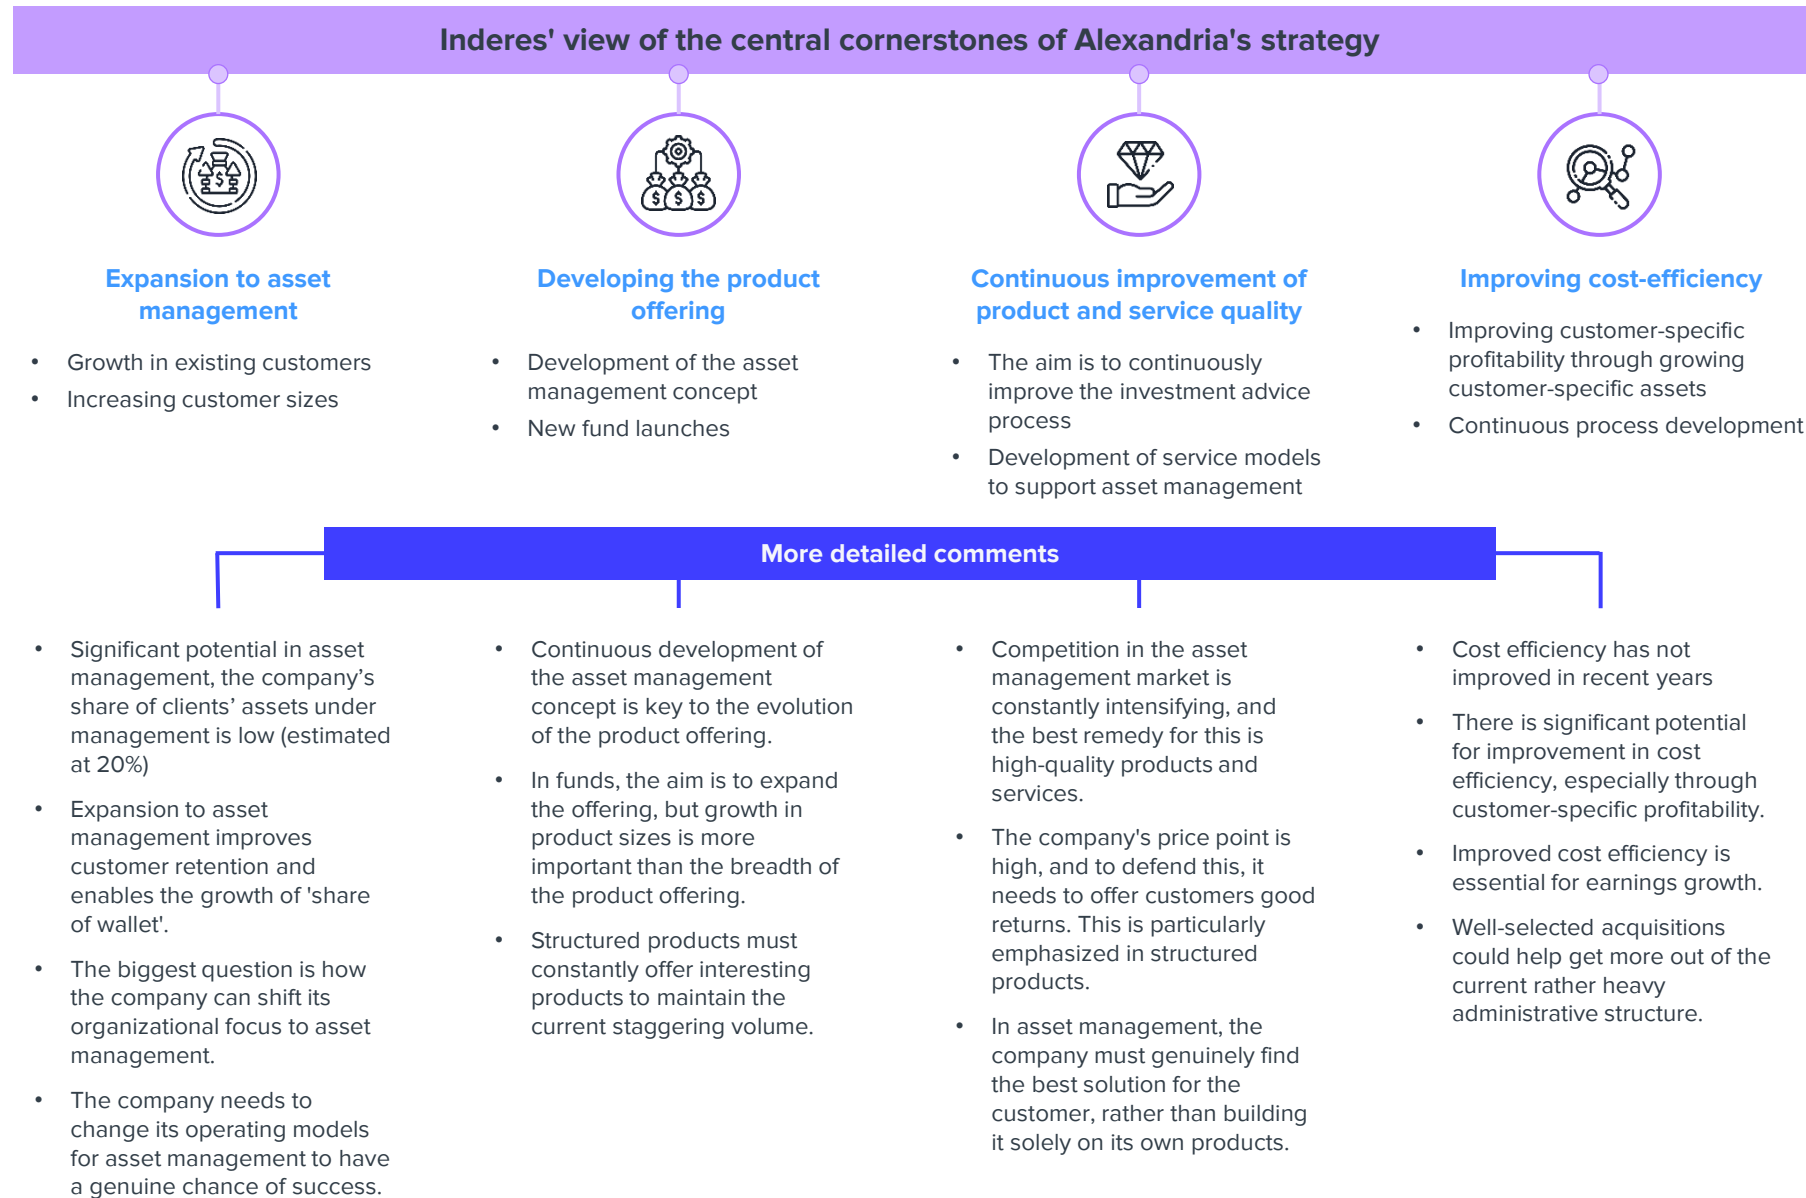 Inderes' view of the central cornerstones of Alexandria's strategy
Expansion to asset
management
• Growth in existing customers
• Increasing customer sizes
Developing the product
offering
• Development of the asset
management concept
• New fund launches
Continuous improvement of
product and service quality
• The aim is to continuously
improve the investment advice
process
• Development of service models
to support asset management
Improving cost-efficiency
• Improving customer-specific
profitability through growing
customer-specific assets
• Continuous process development
More detailed comments
• Significant potential in asset
management, the company’s
share of clients’ assets under
management is low (estimated
at 20%)
• Expansion to asset
management improves
customer retention and
enables the growth of 'share
of wallet'.
• The biggest question is how
the company can shift its
organizational focus to asset
management.
• The company needs to
change its operating models
for asset management to have
a genuine chance of success.
• Continuous development of
the asset management
concept is key to the evolution
of the product offering.
• In funds, the aim is to expand
the offering, but growth in
product sizes is more
important than the breadth of
the product offering.
• Structured products must
constantly offer interesting
products to maintain the
current staggering volume.
• Competition in the asset
management market is
constantly intensifying, and
the best remedy for this is
high-quality products and
services.
• The company's price point is
high, and to defend this, it
needs to offer customers good
returns. This is particularly
emphasized in structured
products.
• In asset management, the
company must genuinely find
the best solution for the
customer, rather than building
it solely on its own products.
• Cost efficiency has not
improved in recent years
• There is significant potential
for improvement in cost
efficiency, especially through
customer-specific profitability.
• Improved cost efficiency is
essential for earnings growth.
• Well-selected acquisitions
could help get more out of the
current rather heavy
administrative structure.